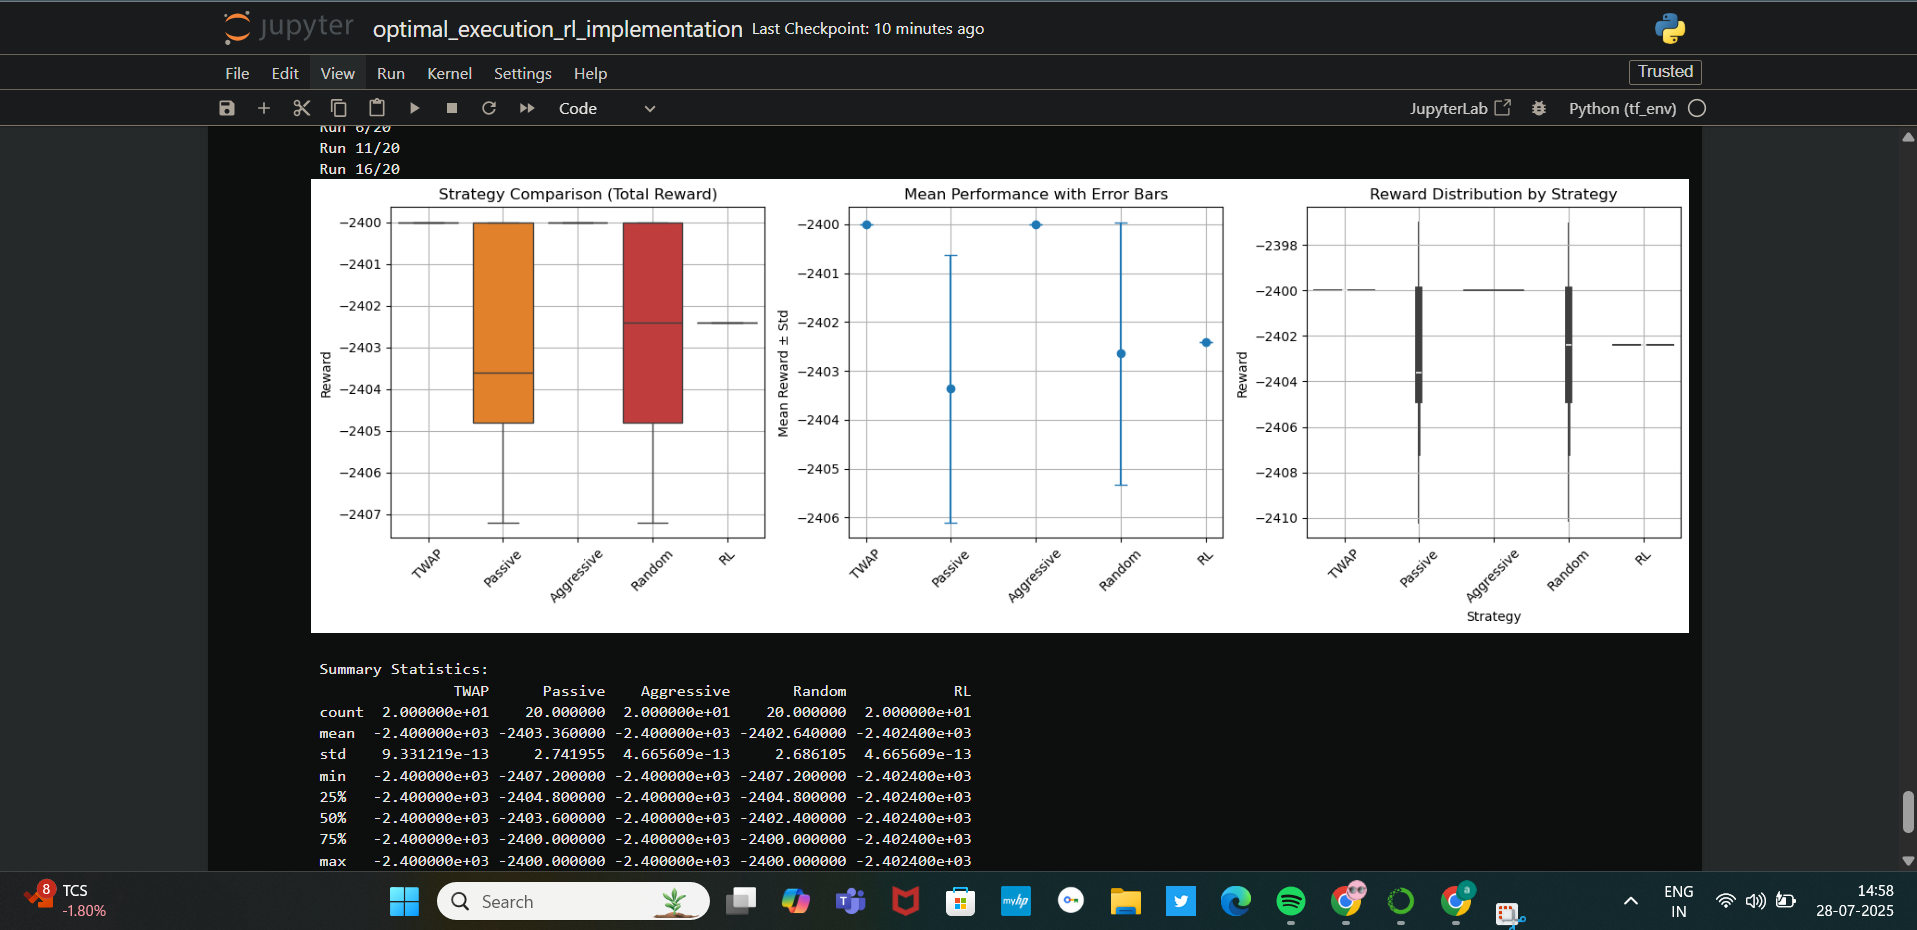 jupyter optimal_execution_rl_implementation Last Checkpoint: 10 minutes ago
File Edit View Run Kernel Settings Help Trusted
Code JupyterLab Python (tf_env)
Run 6/20
Run 11/20
Run 16/20
Strategy Comparison (Total Reward)
Reward
−2400
−2401
−2402
−2403
−2404
−2405
−2406
−2407
TWAP Passive Aggressive Random RL
Mean Performance with Error Bars
Mean Reward ± Std
−2400
−2401
−2402
−2403
−2404
−2405
−2406
TWAP Passive Aggressive Random RL
Reward Distribution by Strategy
Reward
−2398
−2400
−2402
−2404
−2406
−2408
−2410
TWAP Passive Aggressive Random RL
Strategy
Summary Statistics:
TWAP Passive Aggressive Random RL
count 2.000000e+01 20.000000 2.000000e+01 20.000000 2.000000e+01
mean -2.400000e+03 -2403.360000 -2.400000e+03 -2402.640000 -2.402400e+03
std 9.331219e-13 2.741955 4.665609e-13 2.686105 4.665609e-13
min -2.400000e+03 -2407.200000 -2.400000e+03 -2407.200000 -2.402400e+03
25% -2.400000e+03 -2404.800000 -2.400000e+03 -2404.800000 -2.402400e+03
50% -2.400000e+03 -2403.600000 -2.400000e+03 -2402.400000 -2.402400e+03
75% -2.400000e+03 -2400.000000 -2.400000e+03 -2400.000000 -2.402400e+03
max -2.400000e+03 -2400.000000 -2.400000e+03 -2400.000000 -2.402400e+03
8 TCS
-1.80%
Search
myhp
a
ENG
IN
14:58
28-07-2025